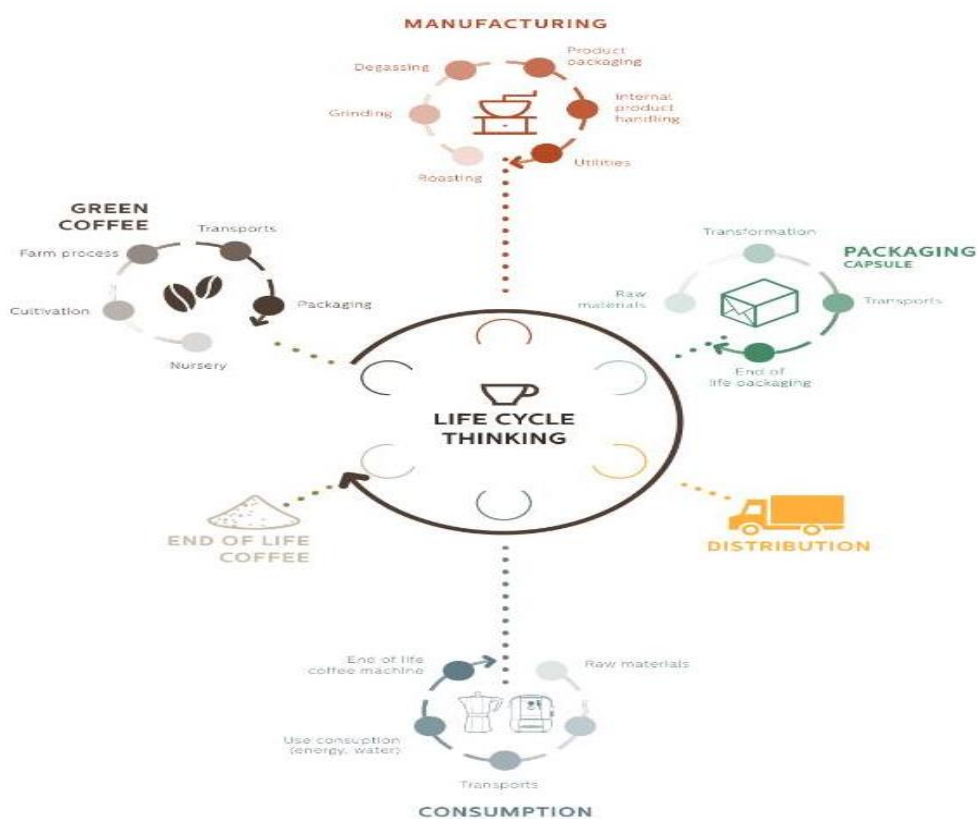 MANUFACTURING
Product
packaging
Degassing
Internal
product
handling
Grinding
Utilities
Roasting
GREEN
COFFEE
Transports
Farm process
Packaging
Cultivation
Nursery
Transformation
PACKAGING
CAPSULE
Raw
materials
Transports
End of
life packaging
LIFE CYCLE
THINKING
END OF LIFE
COFFEE
DISTRIBUTION
End of life
coffee machine
Raw materials
Use consuption
(energy, water)
Transports
CONSUMPTION